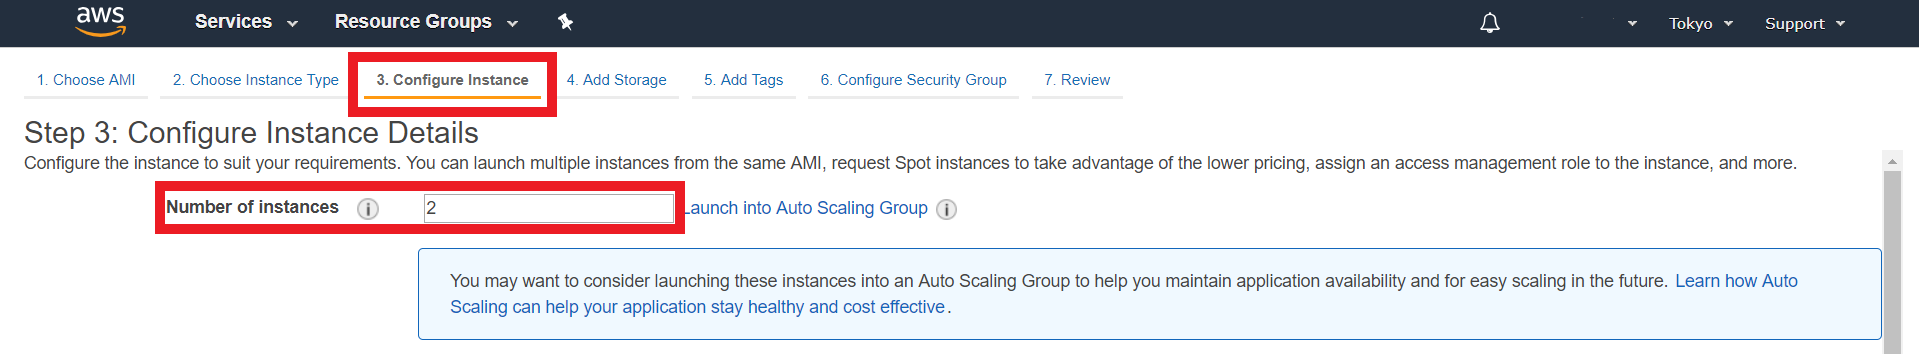 aws Services Resource Groups Tokyo Support
1. Choose AMI 2. Choose Instance Type 3. Configure Instance 4. Add Storage 5. Add Tags 6. Configure Security Group 7. Review
Step 3: Configure Instance Details
Configure the instance to suit your requirements. You can launch multiple instances from the same AMI, request Spot instances to take advantage of the lower pricing, assign an access management role to the instance, and more.
Number of instances i 2 Launch into Auto Scaling Group i
You may want to consider launching these instances into an Auto Scaling Group to help you maintain application availability and for easy scaling in the future. Learn how Auto
Scaling can help your application stay healthy and cost effective.